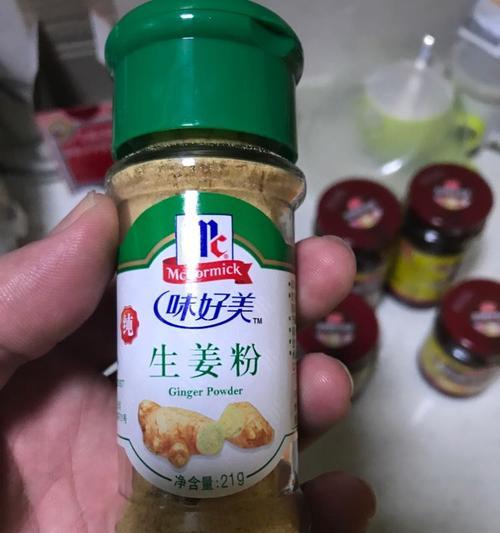 Mc
McCormick
味好美™
纯
生姜粉
Ginger Powder
净含量:21g